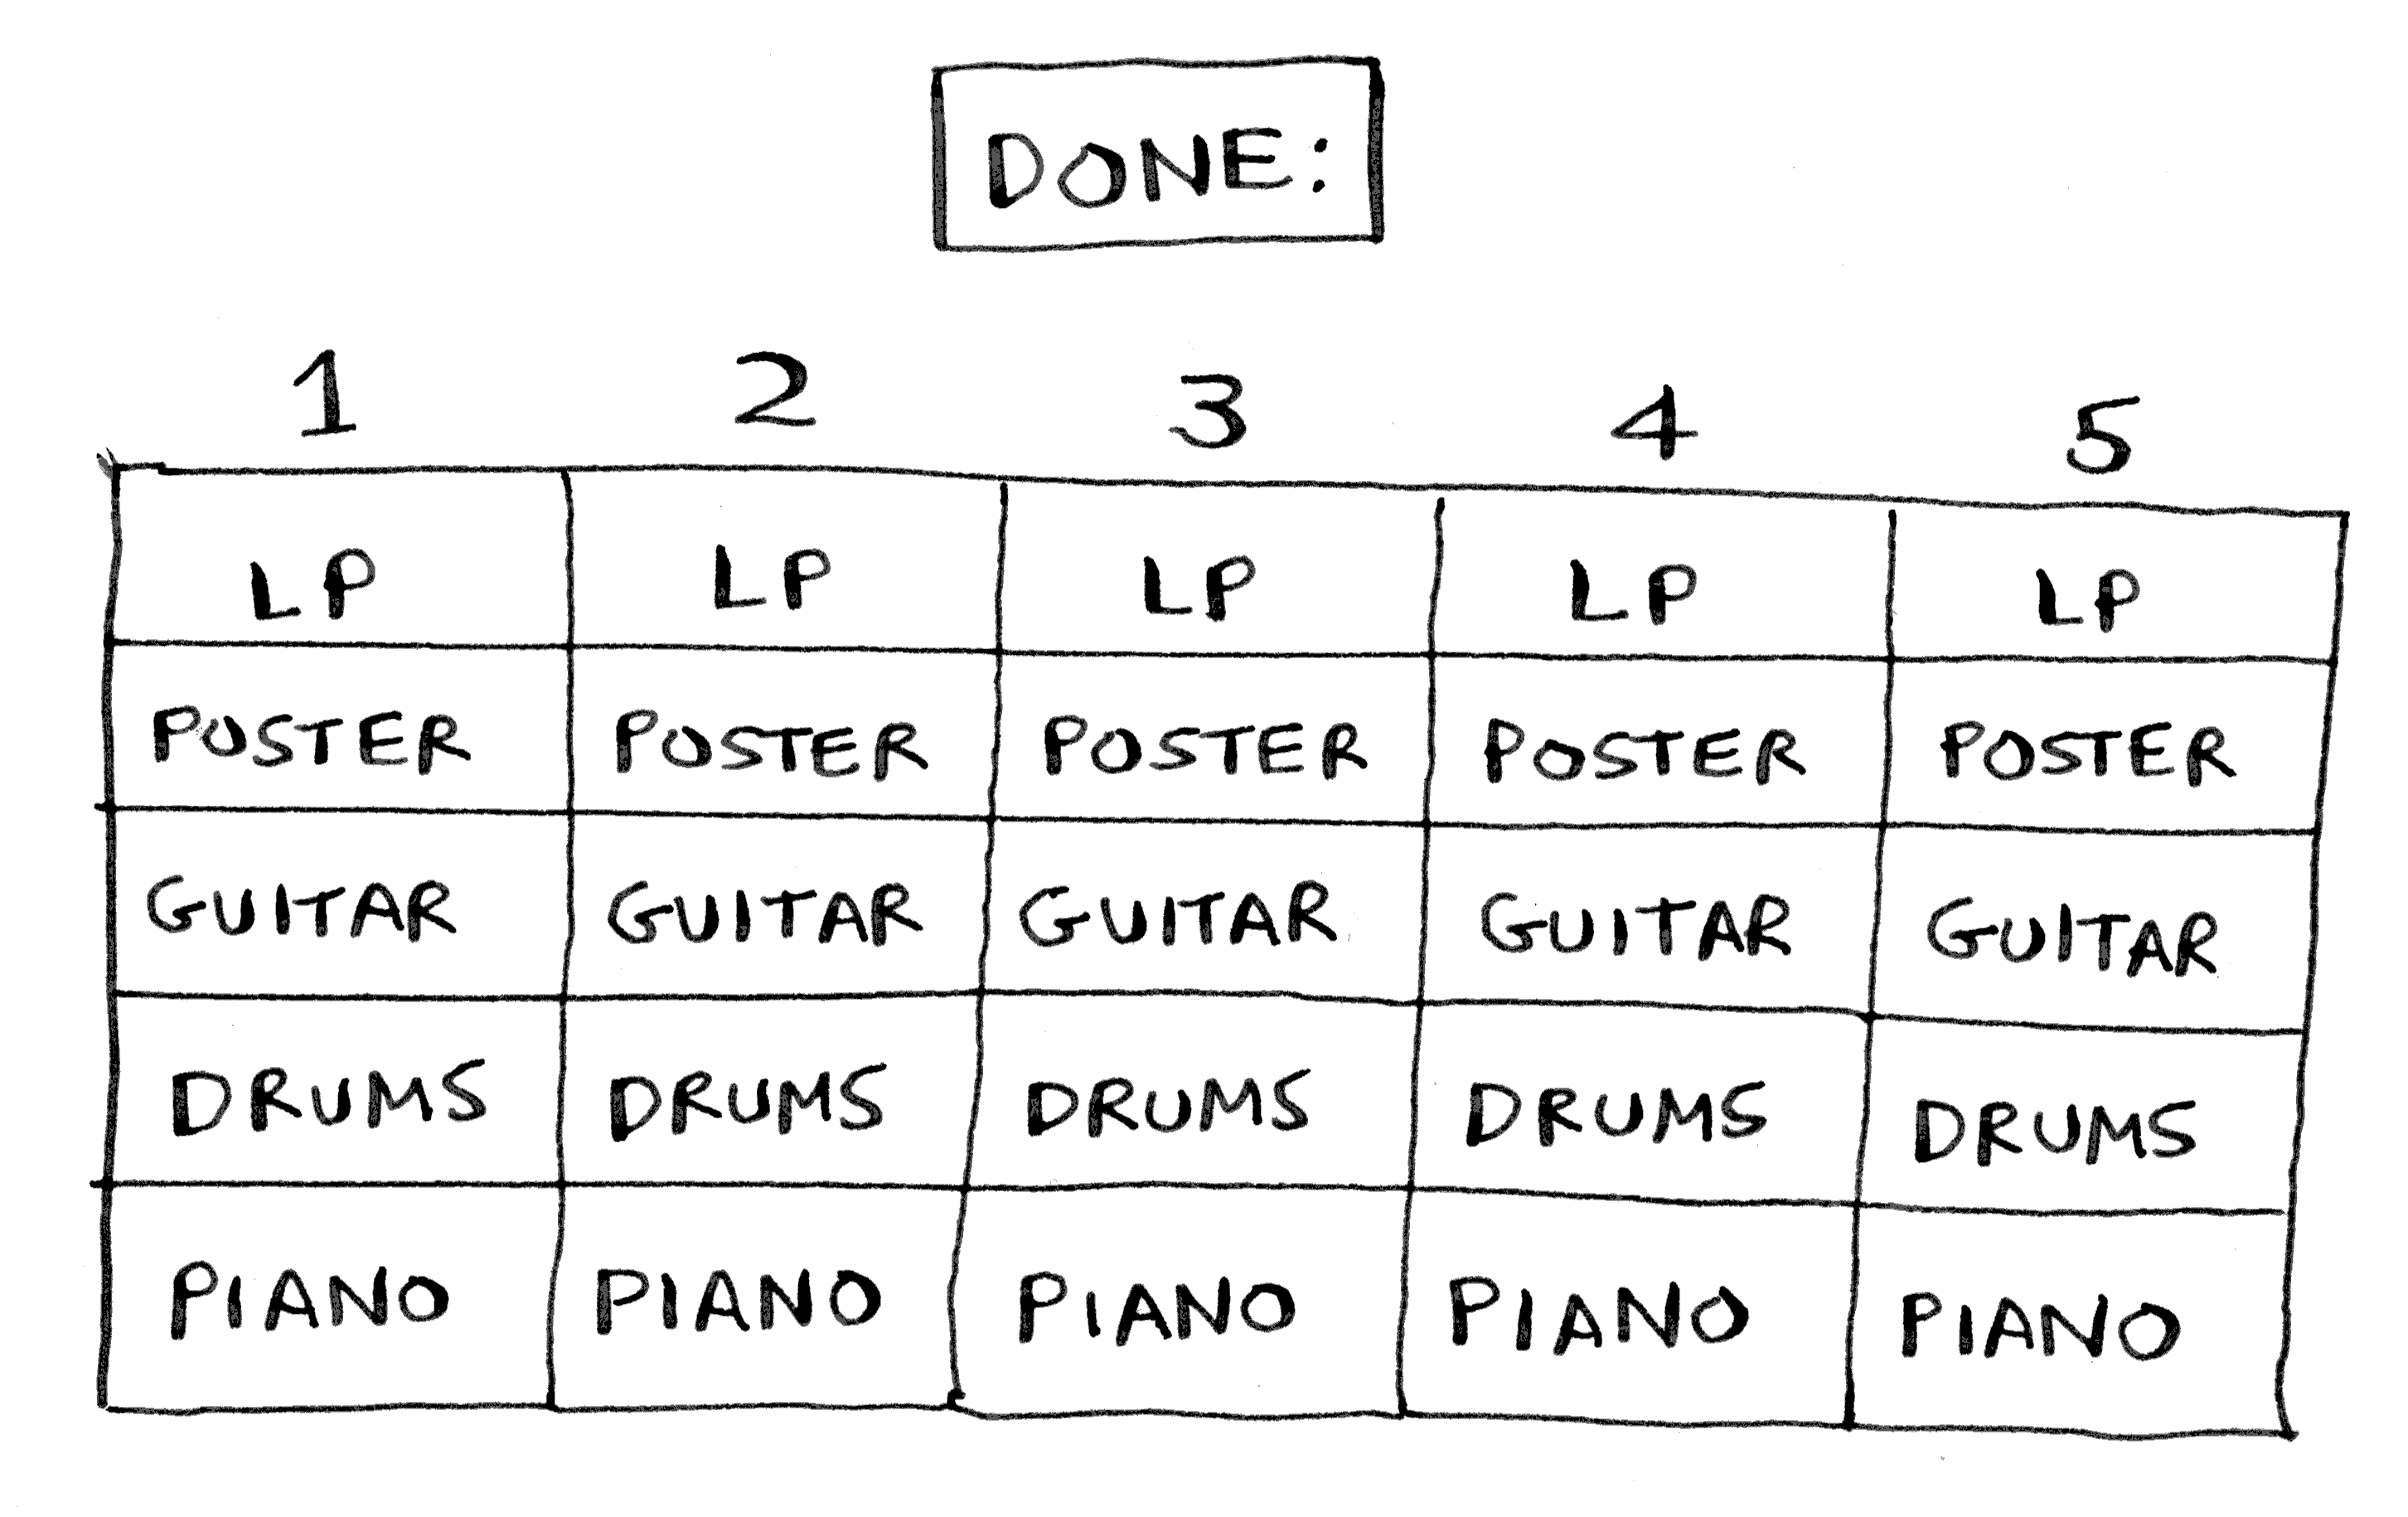 DONE:
1 2 3 4 5
LP LP LP LP LP
POSTER POSTER POSTER POSTER POSTER
GUITAR GUITAR GUITAR GUITAR GUITAR
DRUMS DRUMS DRUMS DRUMS DRUMS
PIANO PIANO PIANO PIANO PIANO